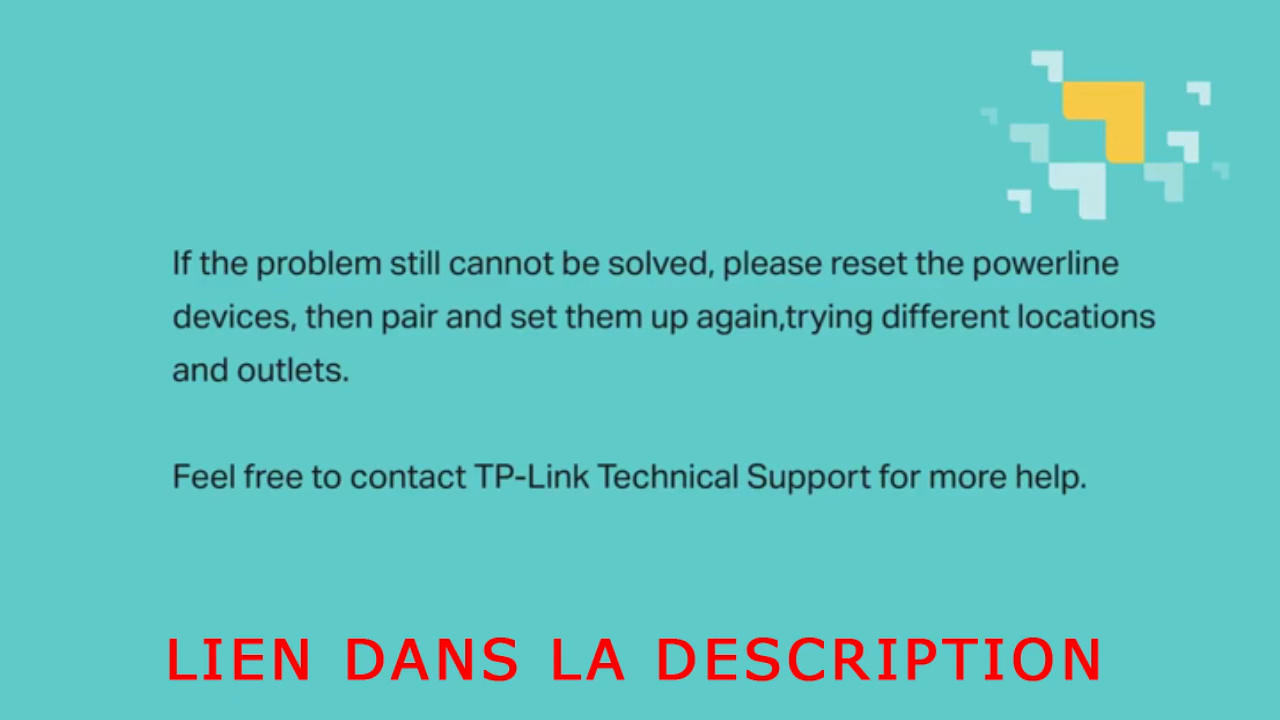 If the problem still cannot be solved, please reset the powerline
devices, then pair and set them up again,trying different locations
and outlets.
Feel free to contact TP-Link Technical Support for more help.
LIEN DANS LA DESCRIPTION